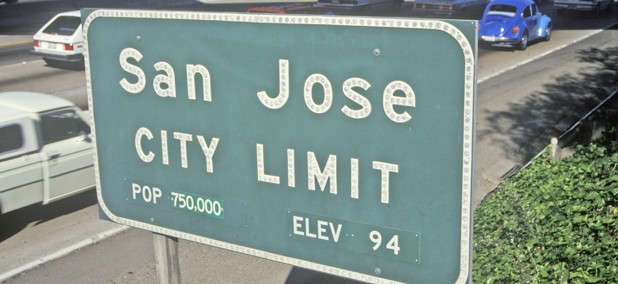 San Jose
CITY LIMIT
POP 750,000
ELEV 94